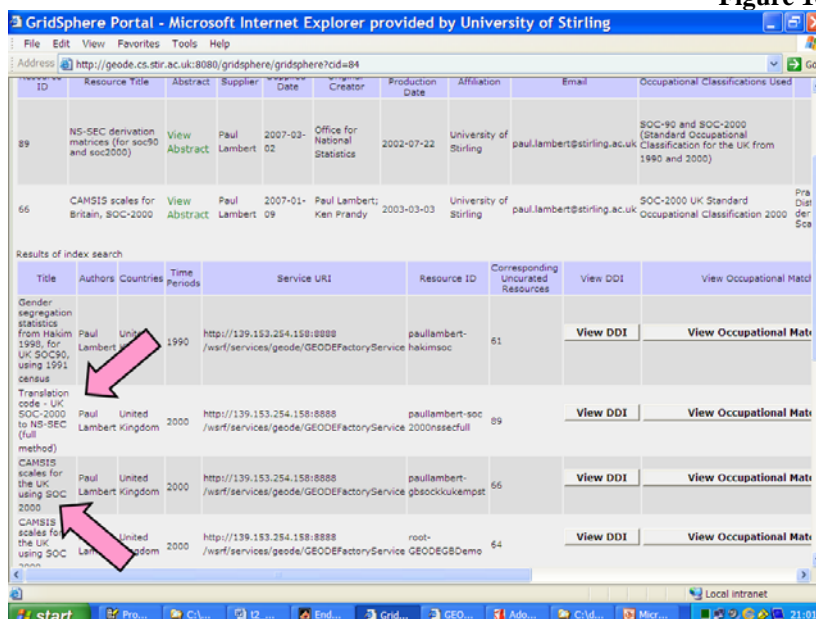 Figure 1
GridSphere Portal - Microsoft Internet Explorer provided by University of Stirling
File Edit View Favorites Tools Help
Address http://geode.cs.stir.ac.uk:8080/gridsphere/gridsphere?cid=84 Go
ID Resource Title Abstract Supplier Date Creator Production Date Affiliation Email Occupational Classifications Used
89 NS-SEC derivation matrices (for soc90 and soc2000) View Abstract Paul Lambert 2007-03-02 Office for National Statistics 2002-07-22 University of Stirling paul.lambert@stirling.ac.uk SOC-90 and SOC-2000 (Standard Occupational Classification for the UK from 1990 and 2000)
66 CAMSIS scales for Britain, SOC-2000 View Abstract Paul Lambert 2007-01-09 Paul Lambert; Ken Prandy 2003-03-03 University of Stirling paul.lambert@stirling.ac.uk SOC-2000 UK Standard Occupational Classification 2000
Results of index search
Title Authors Countries Time Periods Service URI Resource ID Corresponding Uncurated Resources View DDI View Occupational Match
Gender segregation statistics from Hakim 1998, for UK SOC90, using 1991 census Paul Lambert 1990 http://139.153.254.158:8888/wsrf/services/geode/GEODEFactoryService paullambert-hakimsoc 61 View DDI View Occupational Mat
Translation code - UK SOC-2000 to NS-SEC (full method) Paul Lambert United Kingdom 2000 http://139.153.254.158:8888/wsrf/services/geode/GEODEFactoryService paullambert-soc2000nssecfull 89 View DDI View Occupational Mat
CAMSIS scales for the UK using SOC 2000 Paul Lambert United Kingdom 2000 http://139.153.254.158:8888/wsrf/services/geode/GEODEFactoryService paullambert-gbsockkukempst 66 View DDI View Occupational Mat
CAMSIS scales for the UK using SOC 2000 http://139.153.254.158:8888/wsrf/services/geode/GEODEFactoryService root-GEODEGBDemo 64 View DDI View Occupational Mat
Local intranet
start Pro... C:\... t2 ... End... Grid... GEO... Ado... C:\d... Micr... 21:01